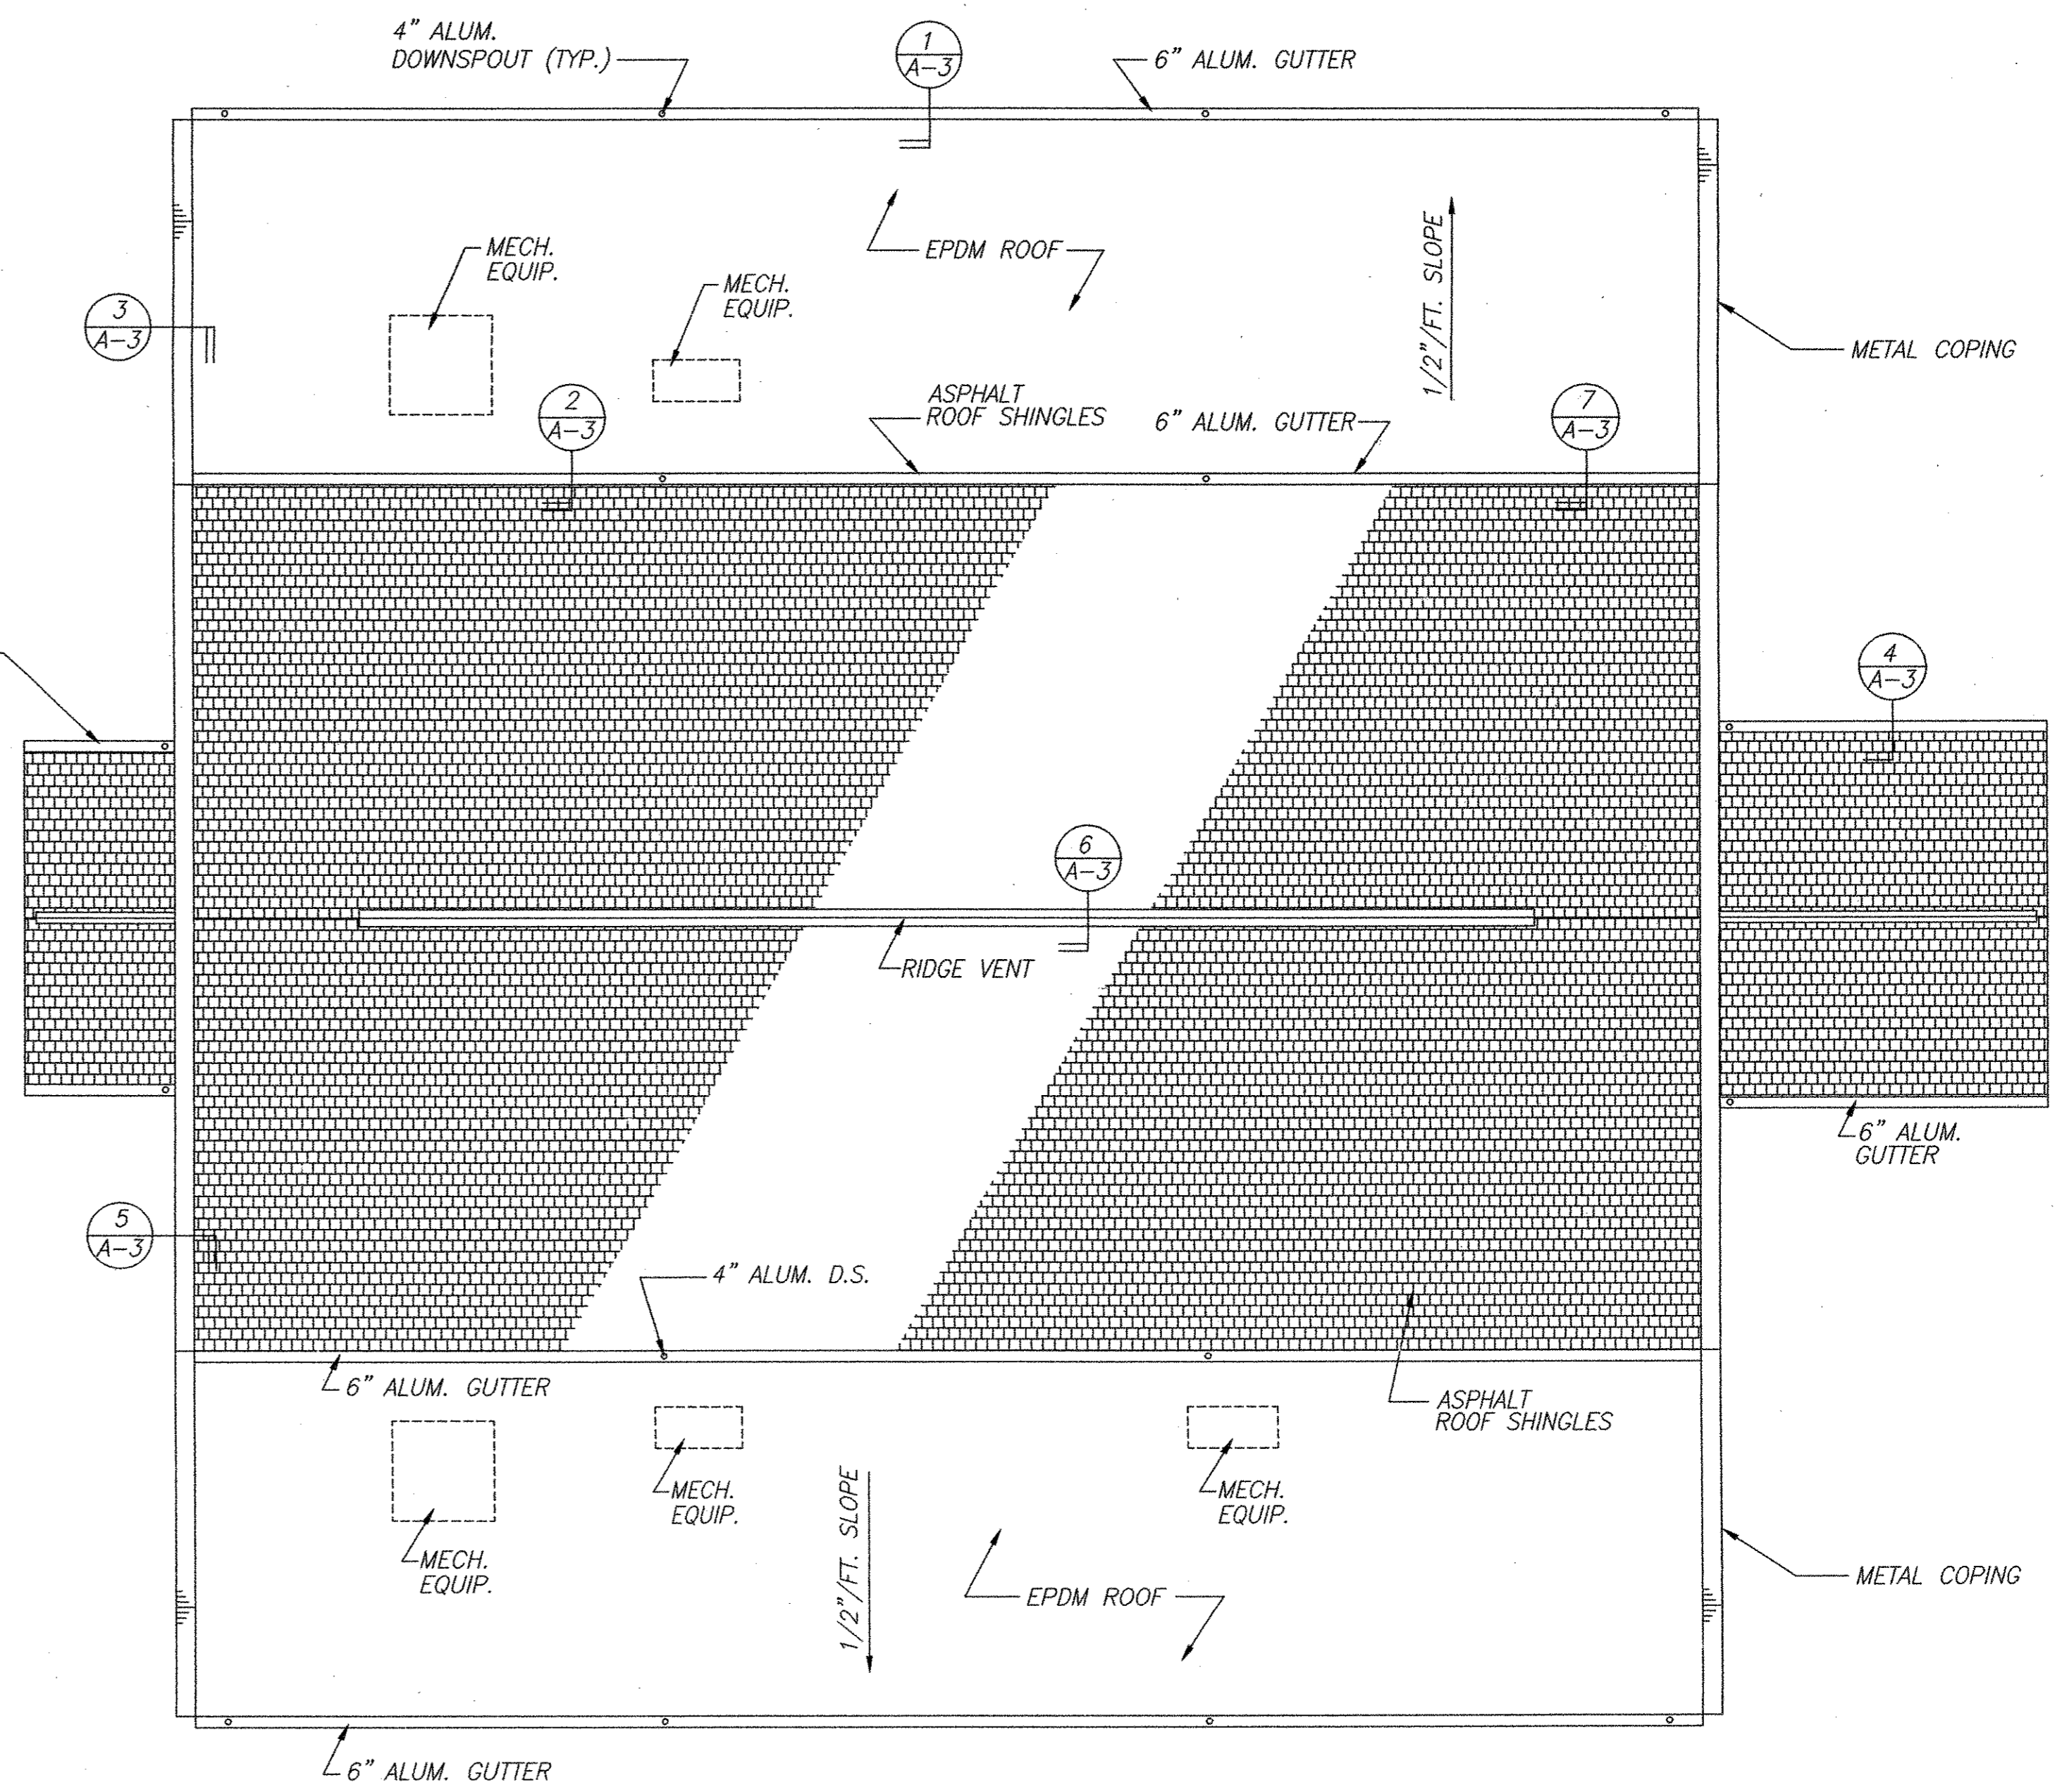 4" ALUM.
DOWNSPOUT (TYP.)
1
A-3
6" ALUM. GUTTER
MECH.
EQUIP.
MECH.
EQUIP.
EPDM ROOF
1/2"/FT. SLOPE
3
A-3
METAL COPING
2
A-3
ASPHALT
ROOF SHINGLES
6" ALUM. GUTTER
7
A-3
4
A-3
6
A-3
RIDGE VENT
6" ALUM.
GUTTER
5
A-3
4" ALUM. D.S.
6" ALUM. GUTTER
ASPHALT
ROOF SHINGLES
MECH.
EQUIP.
MECH.
EQUIP.
MECH.
EQUIP.
1/2"/FT. SLOPE
EPDM ROOF
METAL COPING
6" ALUM. GUTTER